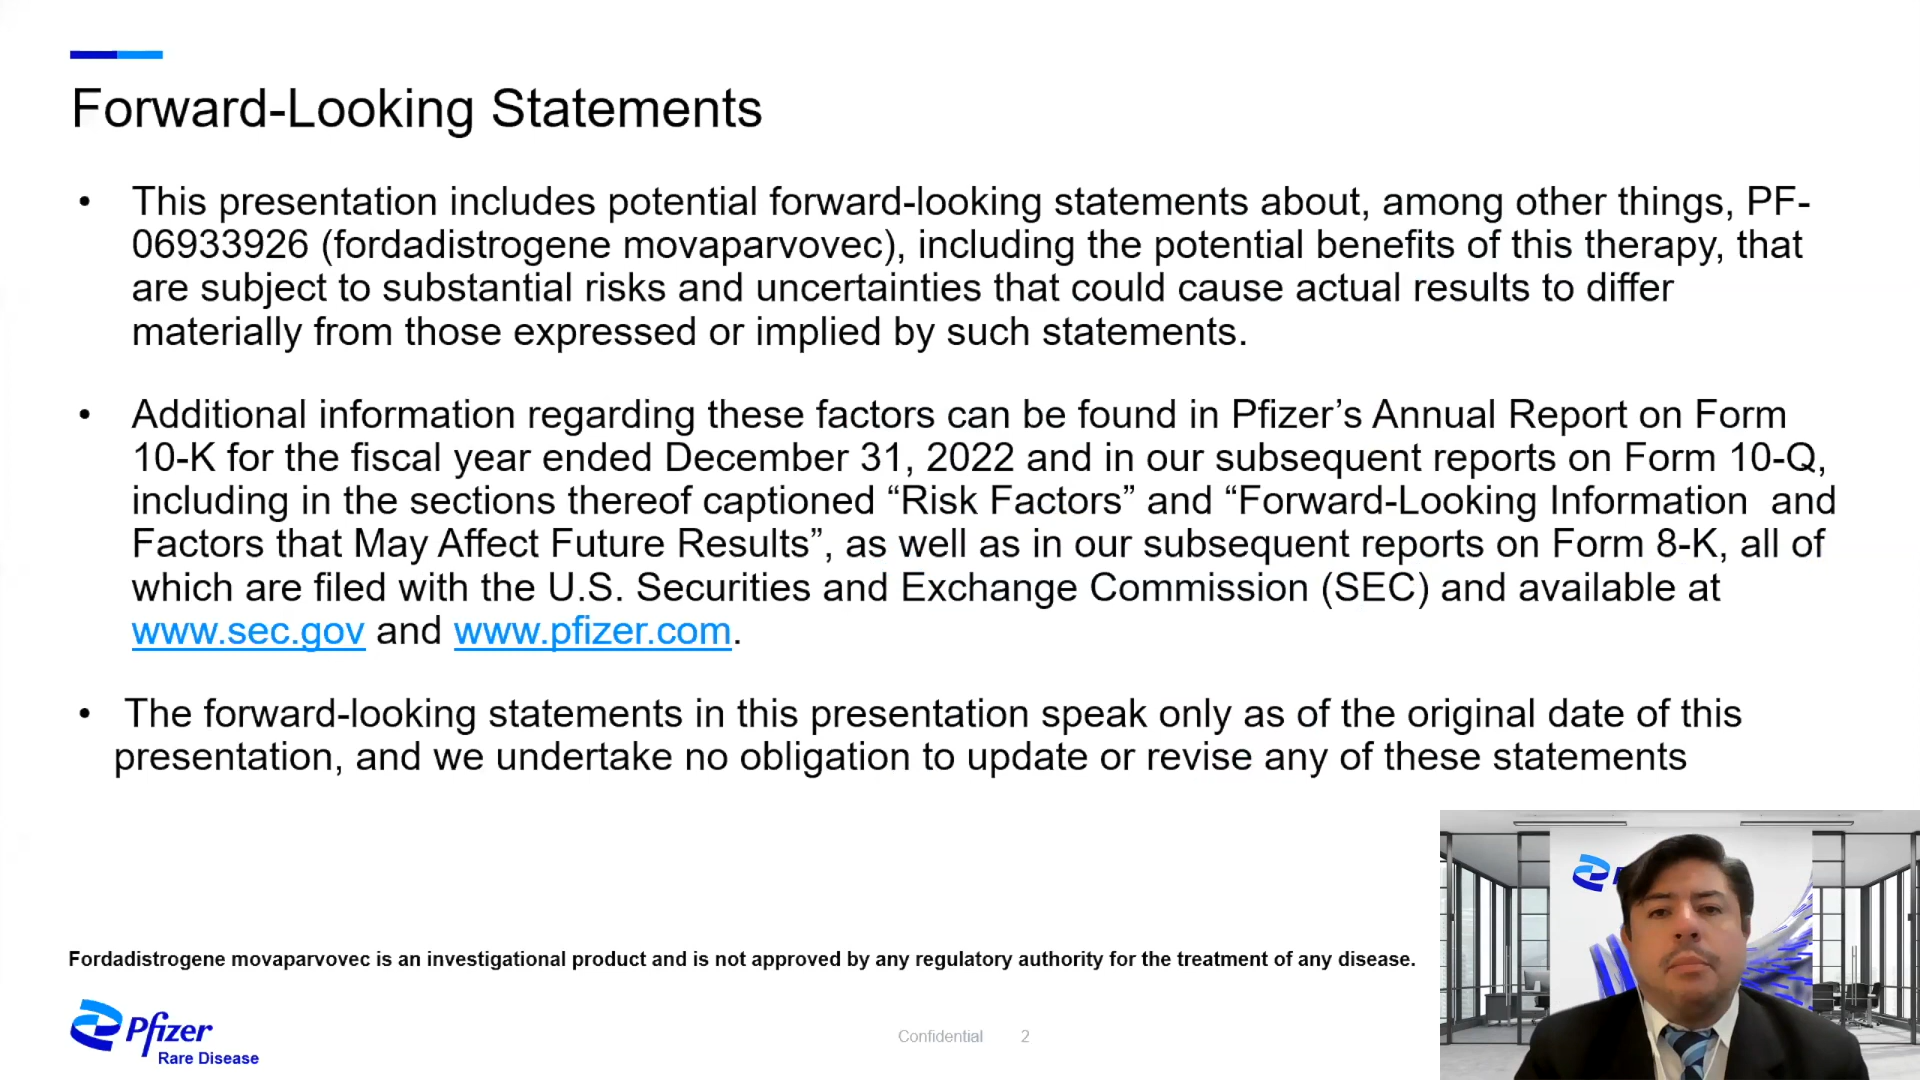 Forward-Looking Statements
• This presentation includes potential forward-looking statements about, among other things, PF-
06933926 (fordadistrogene movaparvovec), including the potential benefits of this therapy, that
are subject to substantial risks and uncertainties that could cause actual results to differ
materially from those expressed or implied by such statements.
• Additional information regarding these factors can be found in Pfizer’s Annual Report on Form
10-K for the fiscal year ended December 31, 2022 and in our subsequent reports on Form 10-Q,
including in the sections thereof captioned “Risk Factors” and “Forward-Looking Information and
Factors that May Affect Future Results”, as well as in our subsequent reports on Form 8-K, all of
which are filed with the U.S. Securities and Exchange Commission (SEC) and available at
www.sec.gov and www.pfizer.com.
• The forward-looking statements in this presentation speak only as of the original date of this
presentation, and we undertake no obligation to update or revise any of these statements
Fordadistrogene movaparvovec is an investigational product and is not approved by any regulatory authority for the treatment of any disease.
Pfizer
Rare Disease
Confidential 2